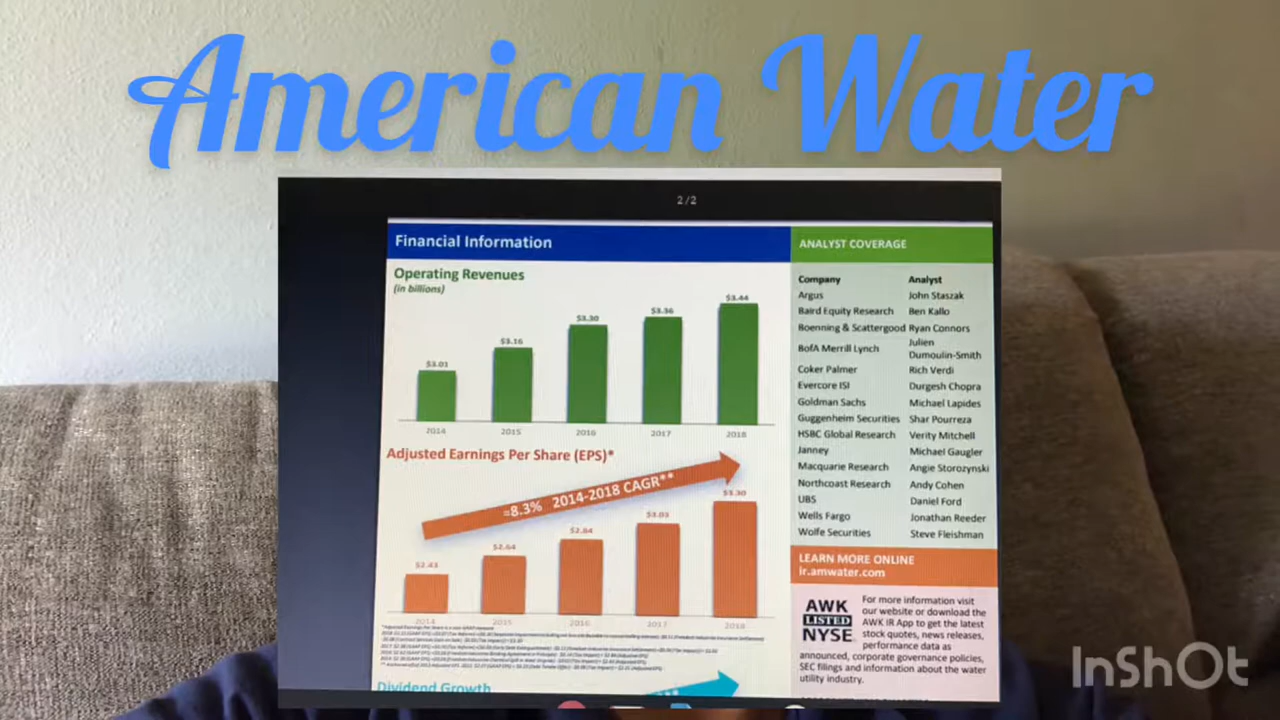 American Water
2/2
Financial Information
Operating Revenues
(in billions)
$3.01
$3.16
$3.30
$3.36
$3.44
2014
2015
2016
2017
2018
Adjusted Earnings Per Share (EPS)*
≈8.3% 2014-2018 CAGR**
$2.43
$2.64
$2.84
$3.03
$3.30
2014
2015
2016
2017
2018
Dividend Growth
ANALYST COVERAGE
Company Analyst
Argus John Staszak
Baird Equity Research Ben Kallo
Boenning & Scattergood Ryan Connors
BofA Merrill Lynch Julien
Dumoulin-Smith
Coker Palmer Rich Verdi
Evercore ISI Durgesh Chopra
Goldman Sachs Michael Lapides
Guggenheim Securities Shar Pourreza
HSBC Global Research Verity Mitchell
Janney Michael Gaugler
Macquarie Research Angie Storozynski
Northcoast Research Andy Cohen
UBS Daniel Ford
Wells Fargo Jonathan Reeder
Wolfe Securities Steve Fleishman
LEARN MORE ONLINE
ir.amwater.com
AWK
LISTED
NYSE
For more information visit
our website or download the
AWK IR App to get the latest
stock quotes, news releases,
performance data as
announced, corporate governance policies,
SEC filings and information about the water
utility industry.
InShOt